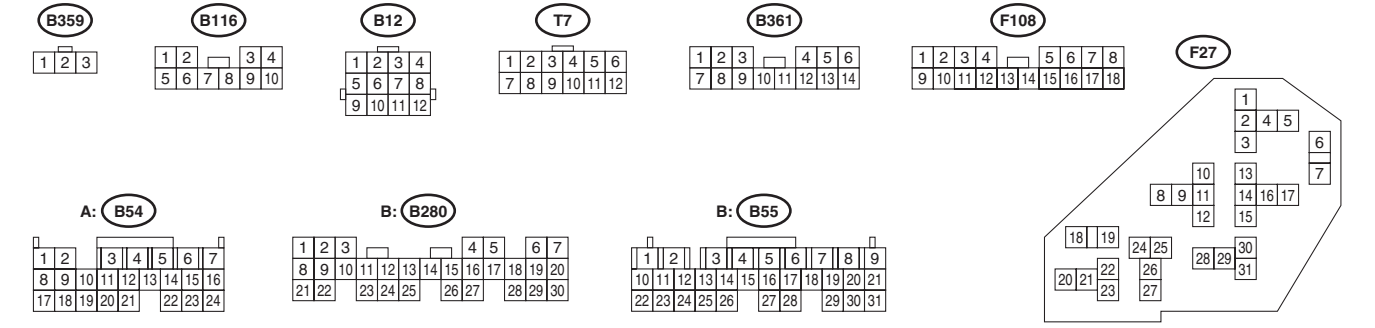 B359
1 2 3
B116
1 2 3 4
5 6 7 8 9 10
B12
1 2 3 4
5 6 7 8
9 10 11 12
T7
1 2 3 4 5 6
7 8 9 10 11 12
B361
1 2 3 4 5 6
7 8 9 10 11 12 13 14
F108
1 2 3 4 5 6 7 8
9 10 11 12 13 14 15 16 17 18
F27
1
2 4 5
3
6
7
10
8 9 11
12
13
14 16 17
15
18 19
20 21
22
23
24 25
26
27
28 29
30
31
A: B54
1 2 3 4 5 6 7
8 9 10 11 12 13 14 15 16
17 18 19 20 21 22 23 24
B: B280
1 2 3 4 5 6 7
8 9 10 11 12 13 14 15 16 17 18 19 20
21 22 23 24 25 26 27 28 29 30
B: B55
1 2 3 4 5 6 7 8 9
10 11 12 13 14 15 16 17 18 19 20 21
22 23 24 25 26 27 28 29 30 31